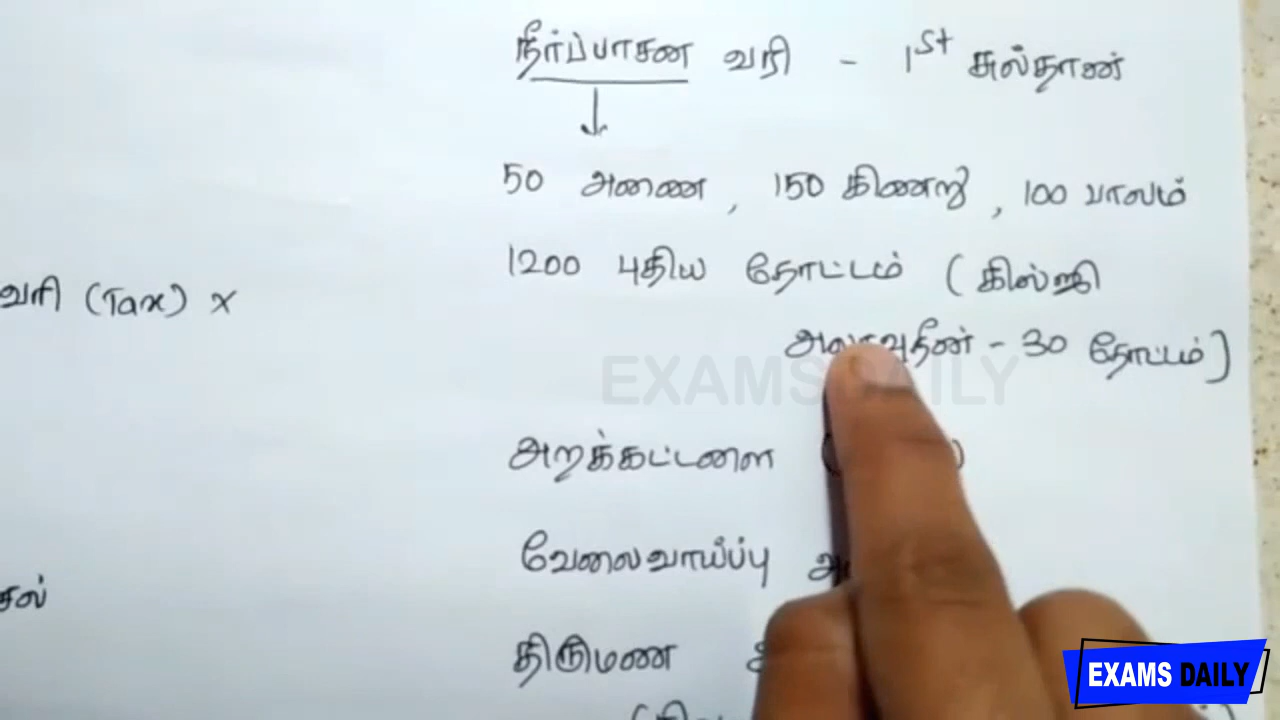 நீர்ப்பாசன வரி - 1st சுல்தான்
50 அணை , 150 கிணறு , 100 பாலம்
1200 புதிய தோட்டம் ( கில்ஜி
வரி (Tax) x
அலாவுதீன் - 30 தோட்டம் ]
EXAMSDAILY
அறக்கட்டளை
வேலைவாய்ப்பு
திருமண
EXAMS DAILY